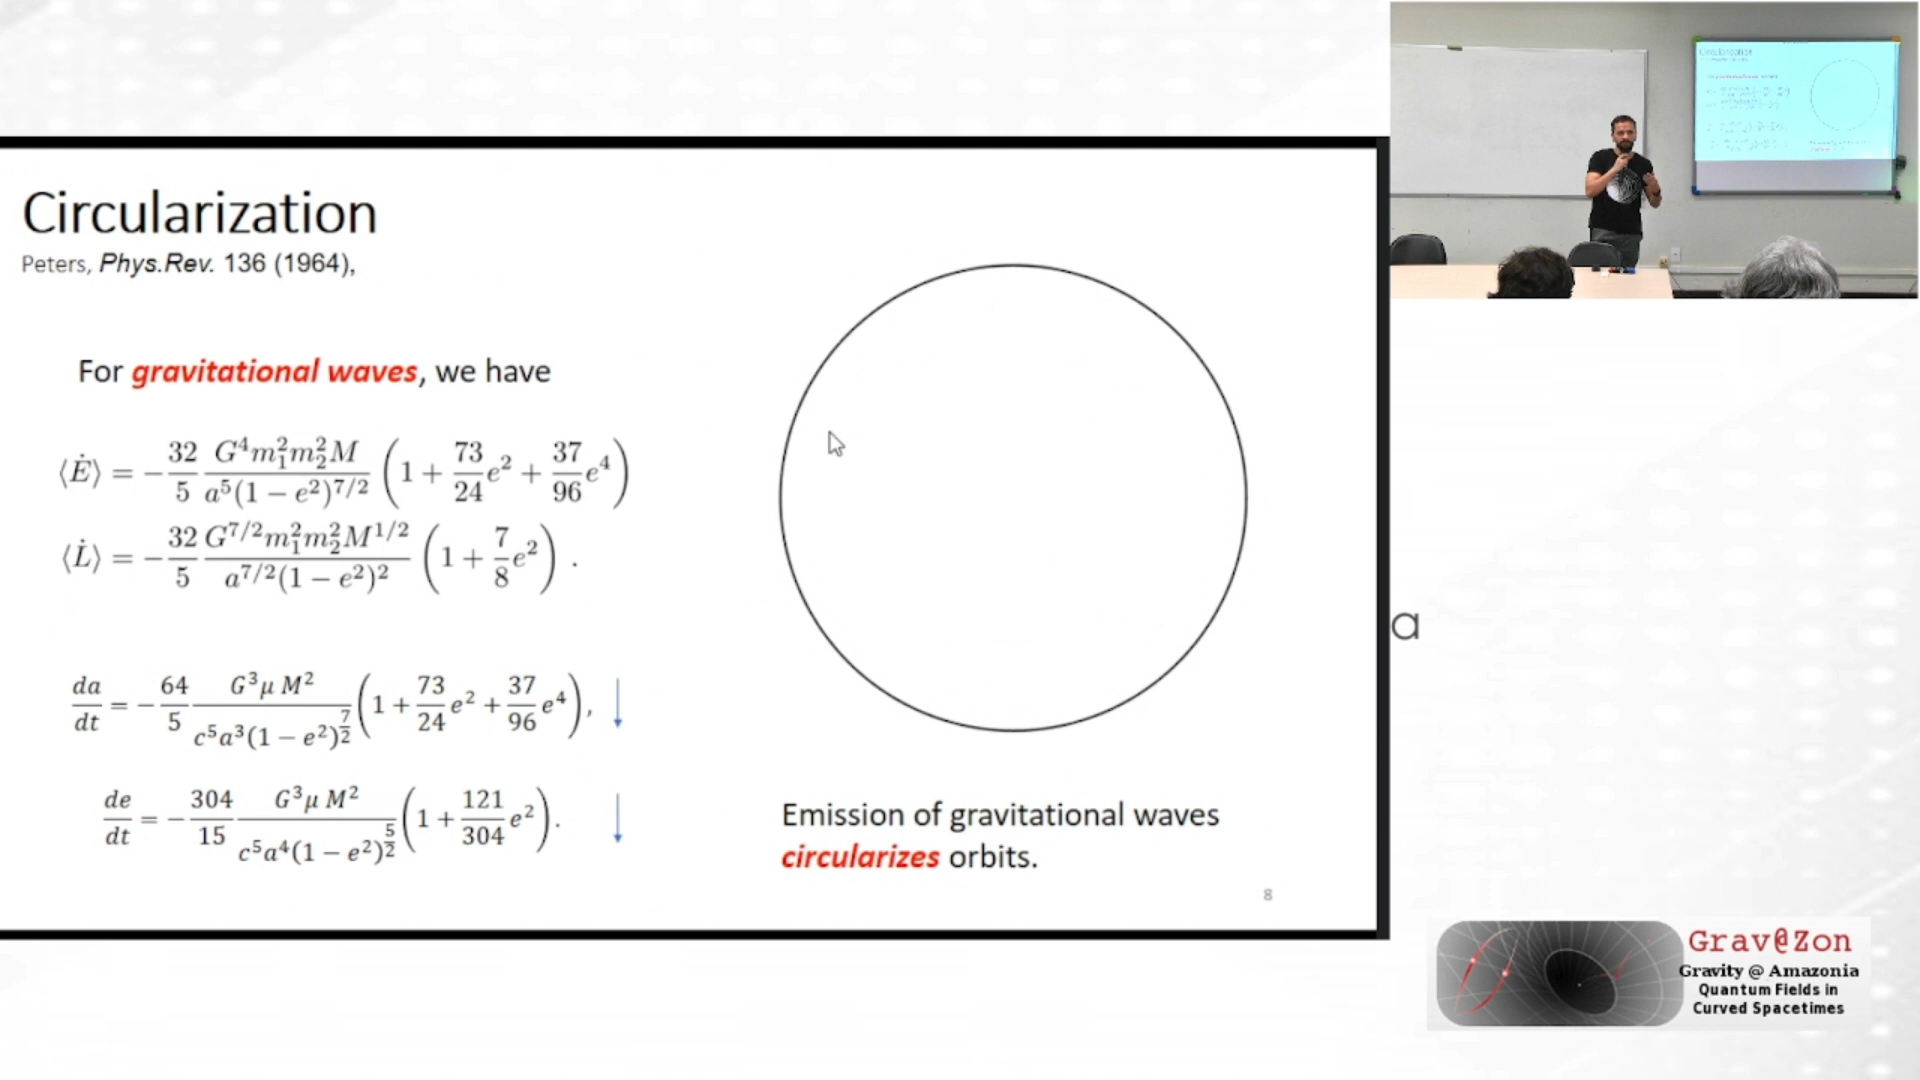 Circularization
Peters, Phys.Rev. 136 (1964),
For gravitational waves, we have
⟨Ė⟩ = − 32/5 G⁴m₁²m₂²M / a⁵(1 − e²)^{7/2} (1 + 73/24 e² + 37/96 e⁴)
⟨L̇⟩ = − 32/5 G^{7/2}m₁²m₂²M^{1/2} / a^{7/2}(1 − e²)² (1 + 7/8 e²) .
da/dt = − 64/5 G³μ M² / c⁵a³(1 − e²)^{7/2} (1 + 73/24 e² + 37/96 e⁴), ↓
de/dt = − 304/15 G³μ M² / c⁵a⁴(1 − e²)^{5/2} (1 + 121/304 e²). ↓
Emission of gravitational waves
circularizes orbits.
8
a
Grav@Zon
Gravity @ Amazonia
Quantum Fields in
Curved Spacetimes